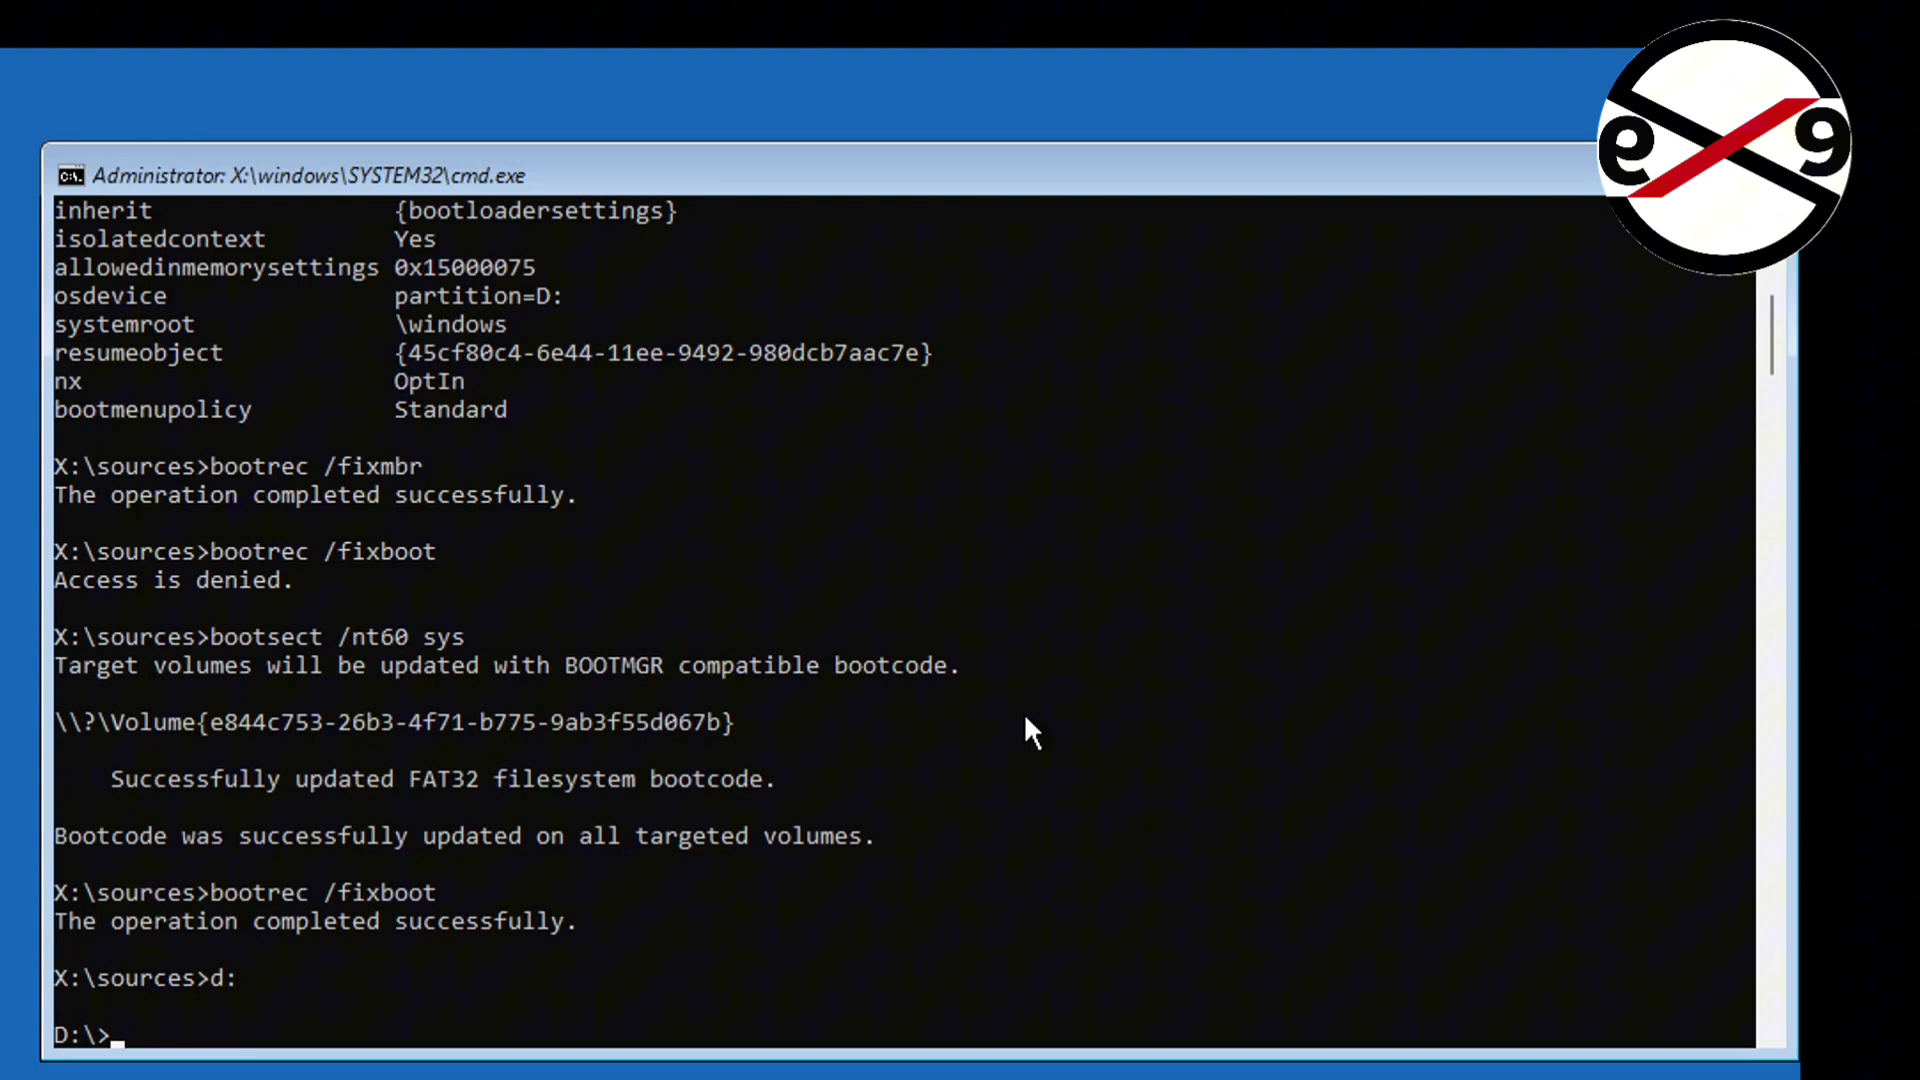 e9
Administrator: X:\windows\SYSTEM32\cmd.exe
inherit {bootloadersettings}
isolatedcontext Yes
allowedinmemorysettings 0x15000075
osdevice partition=D:
systemroot \windows
resumeobject {45cf80c4-6e44-11ee-9492-980dcb7aac7e}
nx OptIn
bootmenupolicy Standard
X:\sources>bootrec /fixmbr
The operation completed successfully.
X:\sources>bootrec /fixboot
Access is denied.
X:\sources>bootsect /nt60 sys
Target volumes will be updated with BOOTMGR compatible bootcode.
\\?\Volume{e844c753-26b3-4f71-b775-9ab3f55d067b}
Successfully updated FAT32 filesystem bootcode.
Bootcode was successfully updated on all targeted volumes.
X:\sources>bootrec /fixboot
The operation completed successfully.
X:\sources>d:
D:\>